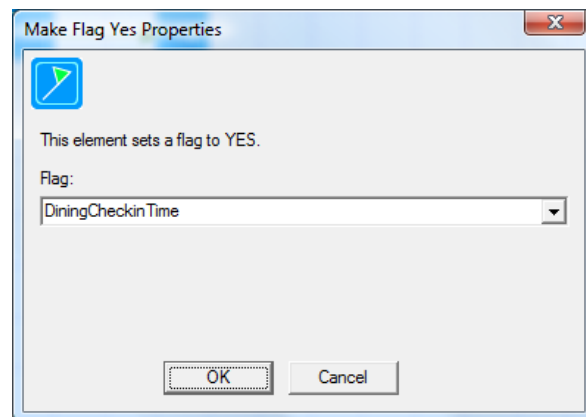 Make Flag Yes Properties
This element sets a flag to YES.
Flag:
DiningCheckinTime
OK
Cancel